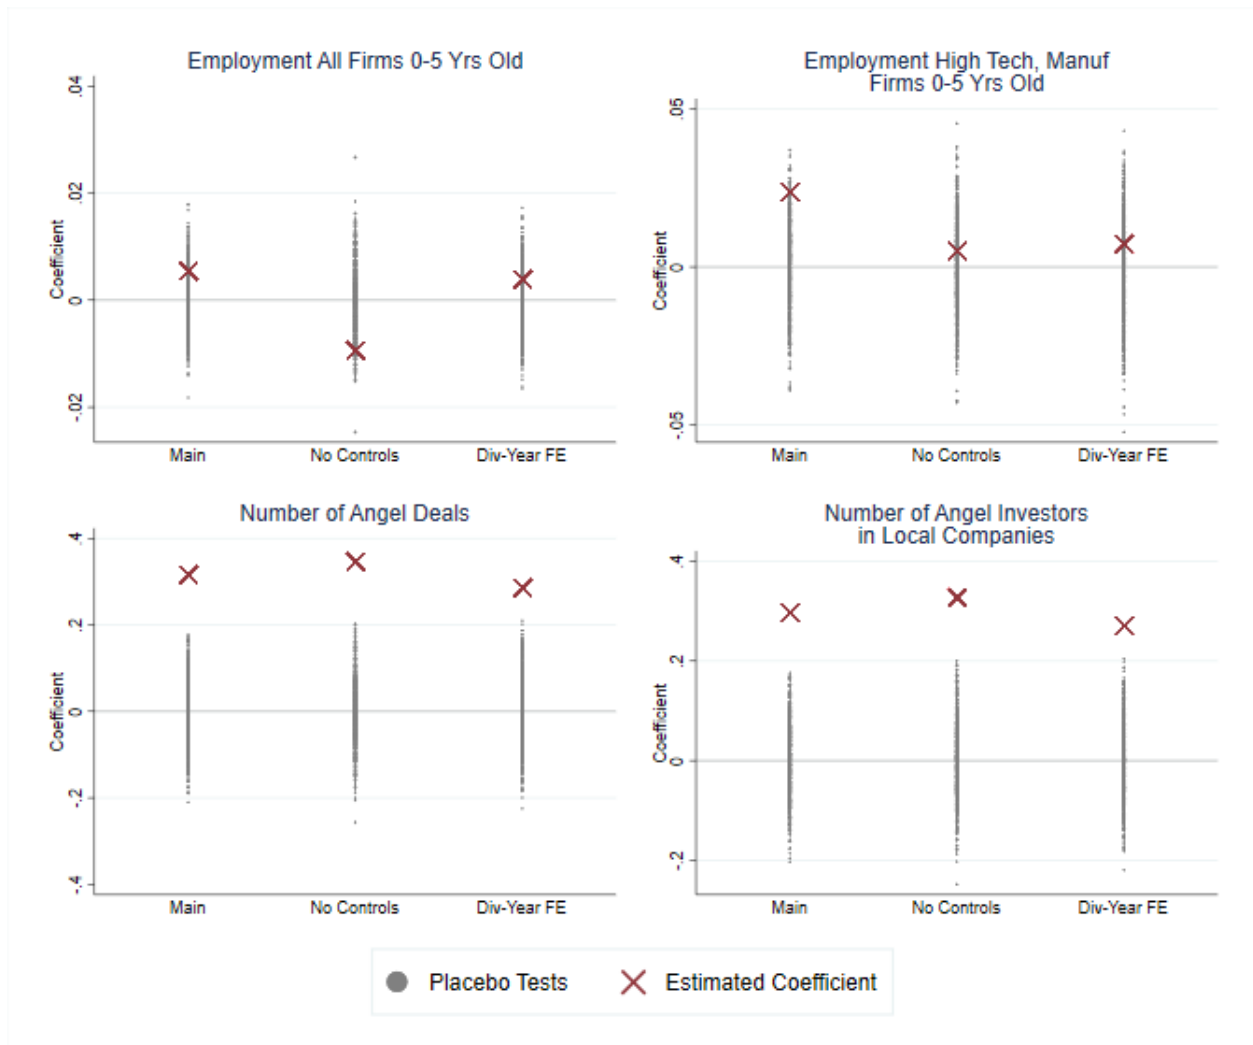 Employment All Firms 0-5 Yrs Old
.04
.02
0
-.02
Coefficient
Main No Controls Div-Year FE
Employment High Tech, Manuf
Firms 0-5 Yrs Old
.05
0
-.05
Coefficient
Main No Controls Div-Year FE
Number of Angel Deals
.4
.2
0
-.2
-.4
Coefficient
Main No Controls Div-Year FE
Number of Angel Investors
in Local Companies
.4
.2
0
-.2
Coefficient
Main No Controls Div-Year FE
Placebo Tests Estimated Coefficient